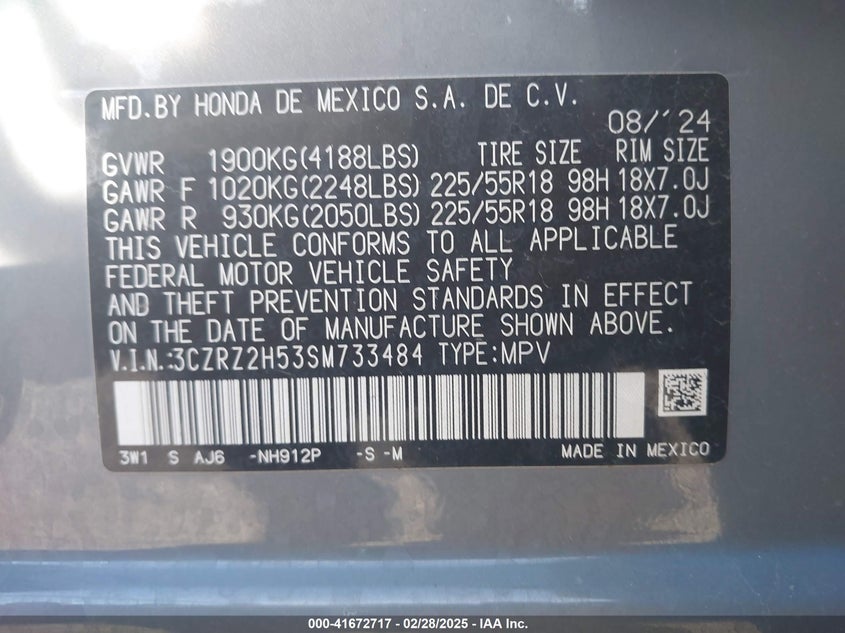 MFD.BY HONDA DE MEXICO S.A. DE C.V.
08/'24
GVWR 1900KG(4188LBS) TIRE SIZE RIM SIZE
GAWR F 1020KG(2248LBS) 225/55R18 98H 18X7.0J
GAWR R 930KG(2050LBS) 225/55R18 98H 18X7.0J
THIS VEHICLE CONFORMS TO ALL APPLICABLE
FEDERAL MOTOR VEHICLE SAFETY
AND THEFT PREVENTION STANDARDS IN EFFECT
ON THE DATE OF MANUFACTURE SHOWN ABOVE.
V.I.N.:3CZRZ2H53SM733484 TYPE:MPV
3W1 S AJ6 -NH912P -S -M MADE IN MEXICO
000-41672717 - 02/28/2025 - IAA Inc.